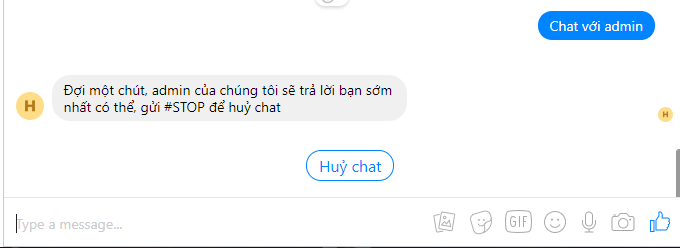 Chat với admin
Đợi một chút, admin của chúng tôi sẽ trả lời bạn sớm
nhất có thể, gửi #STOP để huỷ chat
H
H
Huỷ chat
Type a message...
GIF